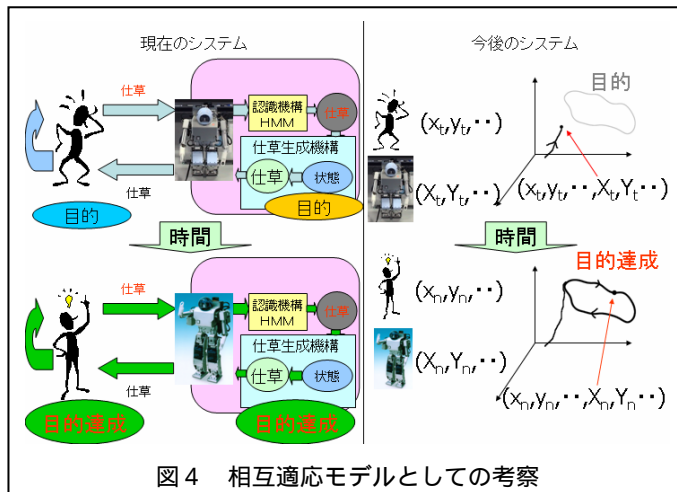 現在のシステム
仕草
認識機構
HMM
仕草
仕草生成機構
仕草
状態
仕草
目的
目的
時間
仕草
認識機構
HMM
仕草
仕草生成機構
仕草
状態
仕草
目的達成
目的達成
今後のシステム
目的
(xt,yt,‥)
(Xt,Yt,‥)
(xt,yt,‥,Xt,Yt‥)
時間
目的達成
(xn,yn,‥)
(Xn,Yn,‥)
(xn,yn,‥,Xn,Yn‥)
図4 相互適応モデルとしての考察